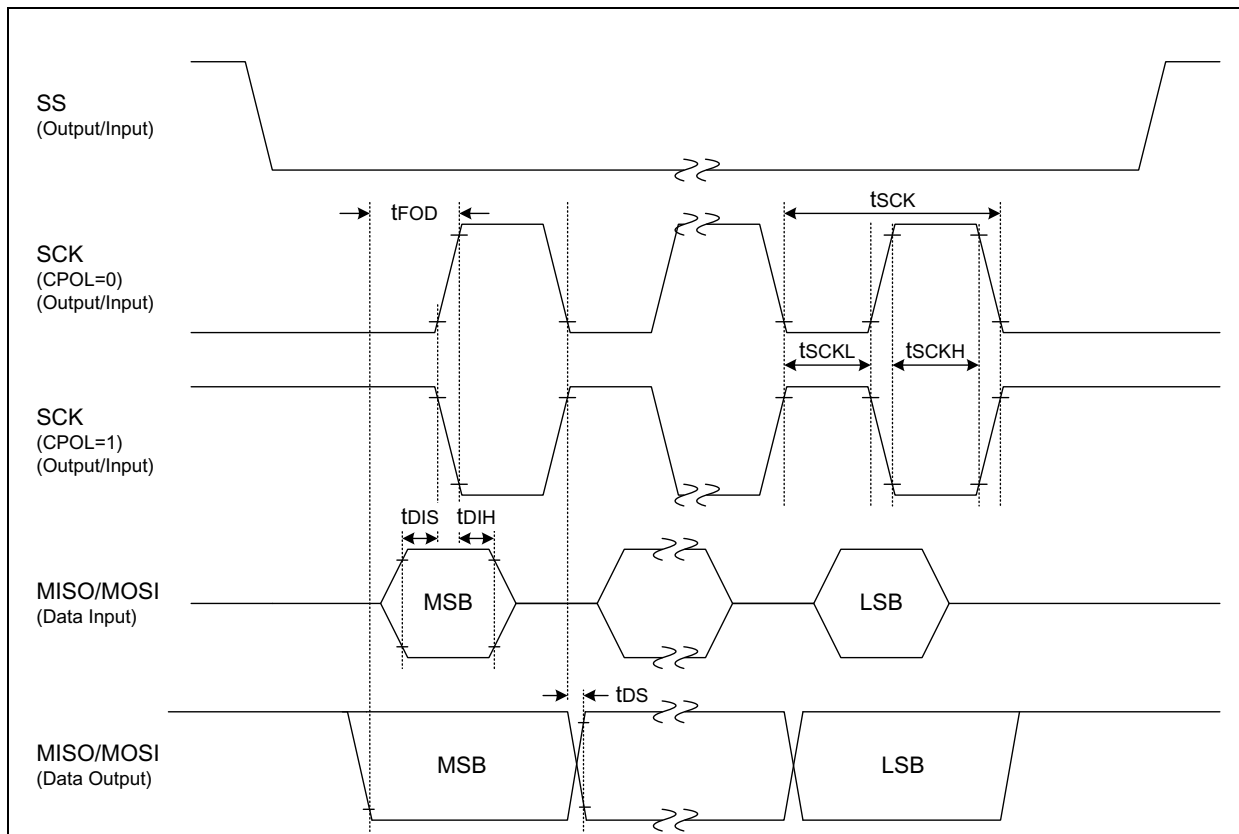 SS
(Output/Input)
tFOD
tSCK
SCK
(CPOL=0)
(Output/Input)
tSCKL
tSCKH
SCK
(CPOL=1)
(Output/Input)
tDIS
tDIH
MISO/MOSI
(Data Input)
MSB
LSB
tDS
MISO/MOSI
(Data Output)
MSB
LSB